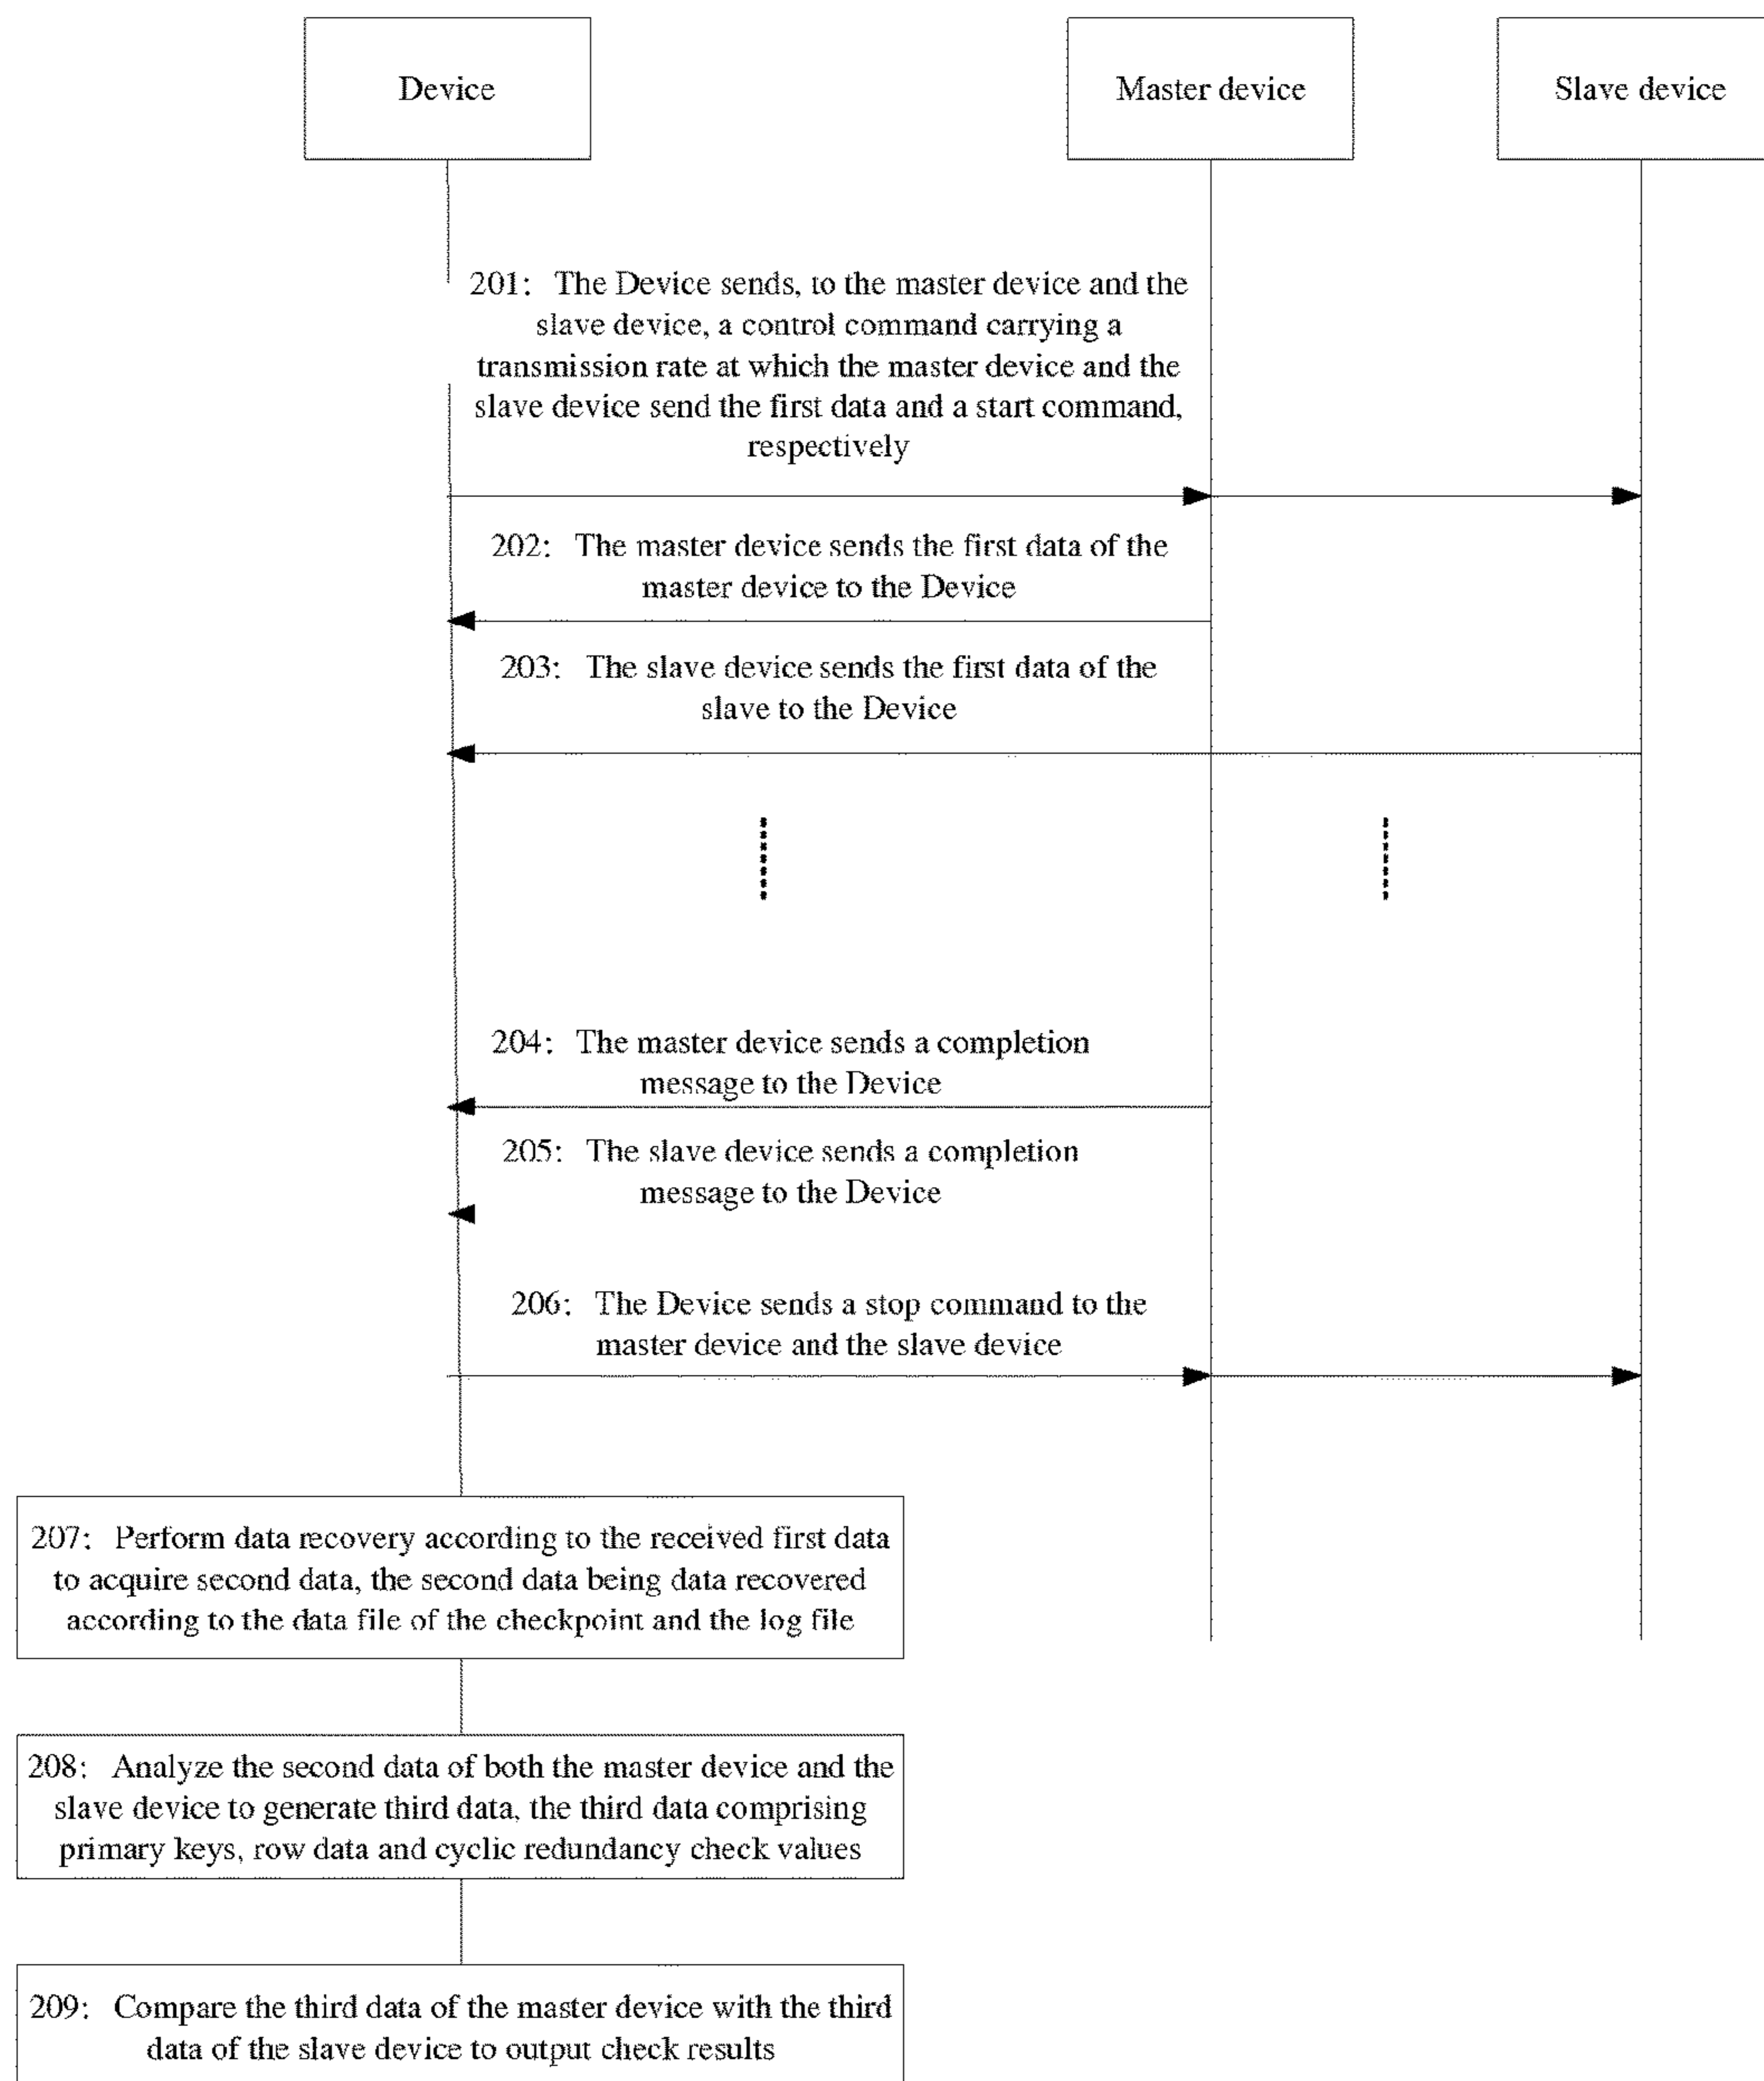 Device
Master device
Slave device
201: The Device sends, to the master device and the
slave device, a control command carrying a
transmission rate at which the master device and the
slave device send the first data and a start command,
respectively
202: The master device sends the first data of the
master device to the Device
203: The slave device sends the first data of the
slave to the Device
204: The master device sends a completion
message to the Device
205: The slave device sends a completion
message to the Device
206: The Device sends a stop command to the
master device and the slave device
207: Perform data recovery according to the received first data
to acquire second data, the second data being data recovered
according to the data file of the checkpoint and the log file
208: Analyze the second data of both the master device and the
slave device to generate third data, the third data comprising
primary keys, row data and cyclic redundancy check values
209: Compare the third data of the master device with the third
data of the slave device to output check results